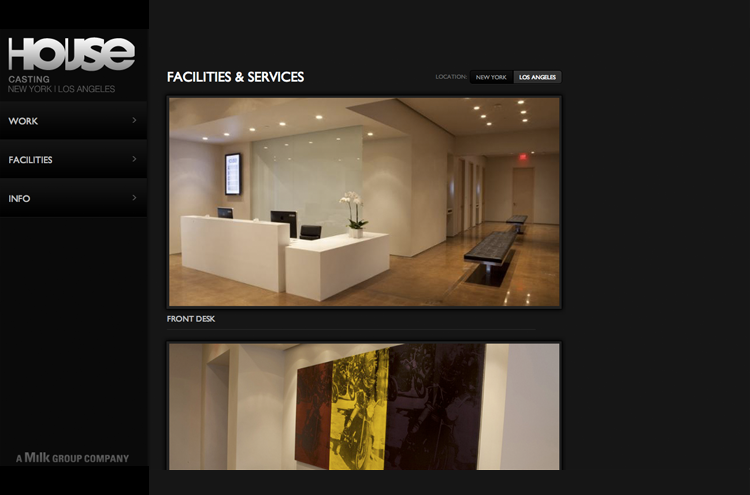 HOUSE
CASTING
NEW YORK | LOS ANGELES
WORK
FACILITIES
INFO
A Milk GROUP COMPANY
FACILITIES & SERVICES
LOCATION:
NEW YORK
LOS ANGELES
FRONT DESK